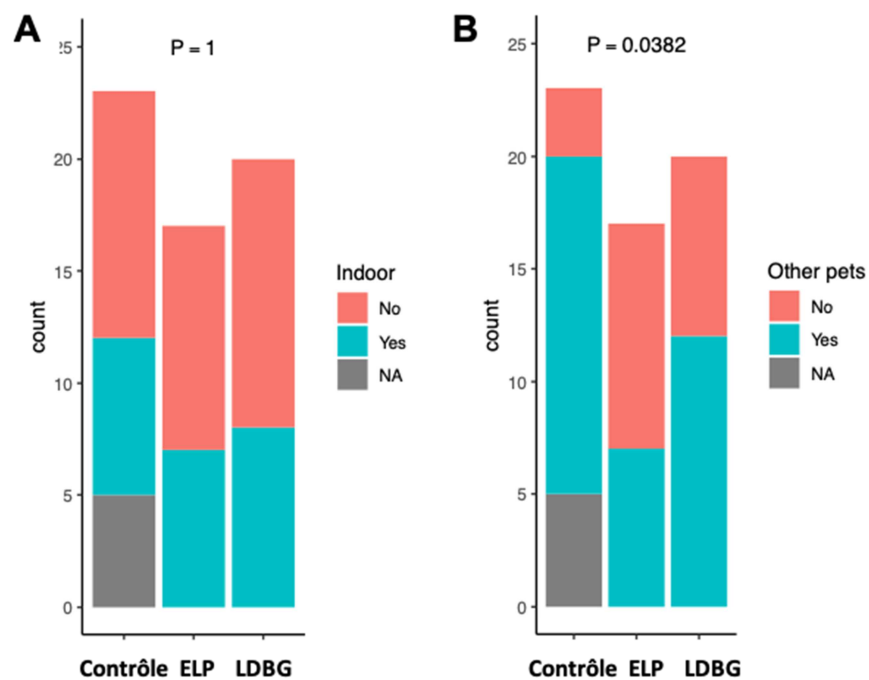 A
P = 1
25
20
15
10
5
0
count
Contrôle ELP LDBG
Indoor
No
Yes
NA
B
P = 0.0382
25
20
15
10
5
0
count
Contrôle ELP LDBG
Other pets
No
Yes
NA